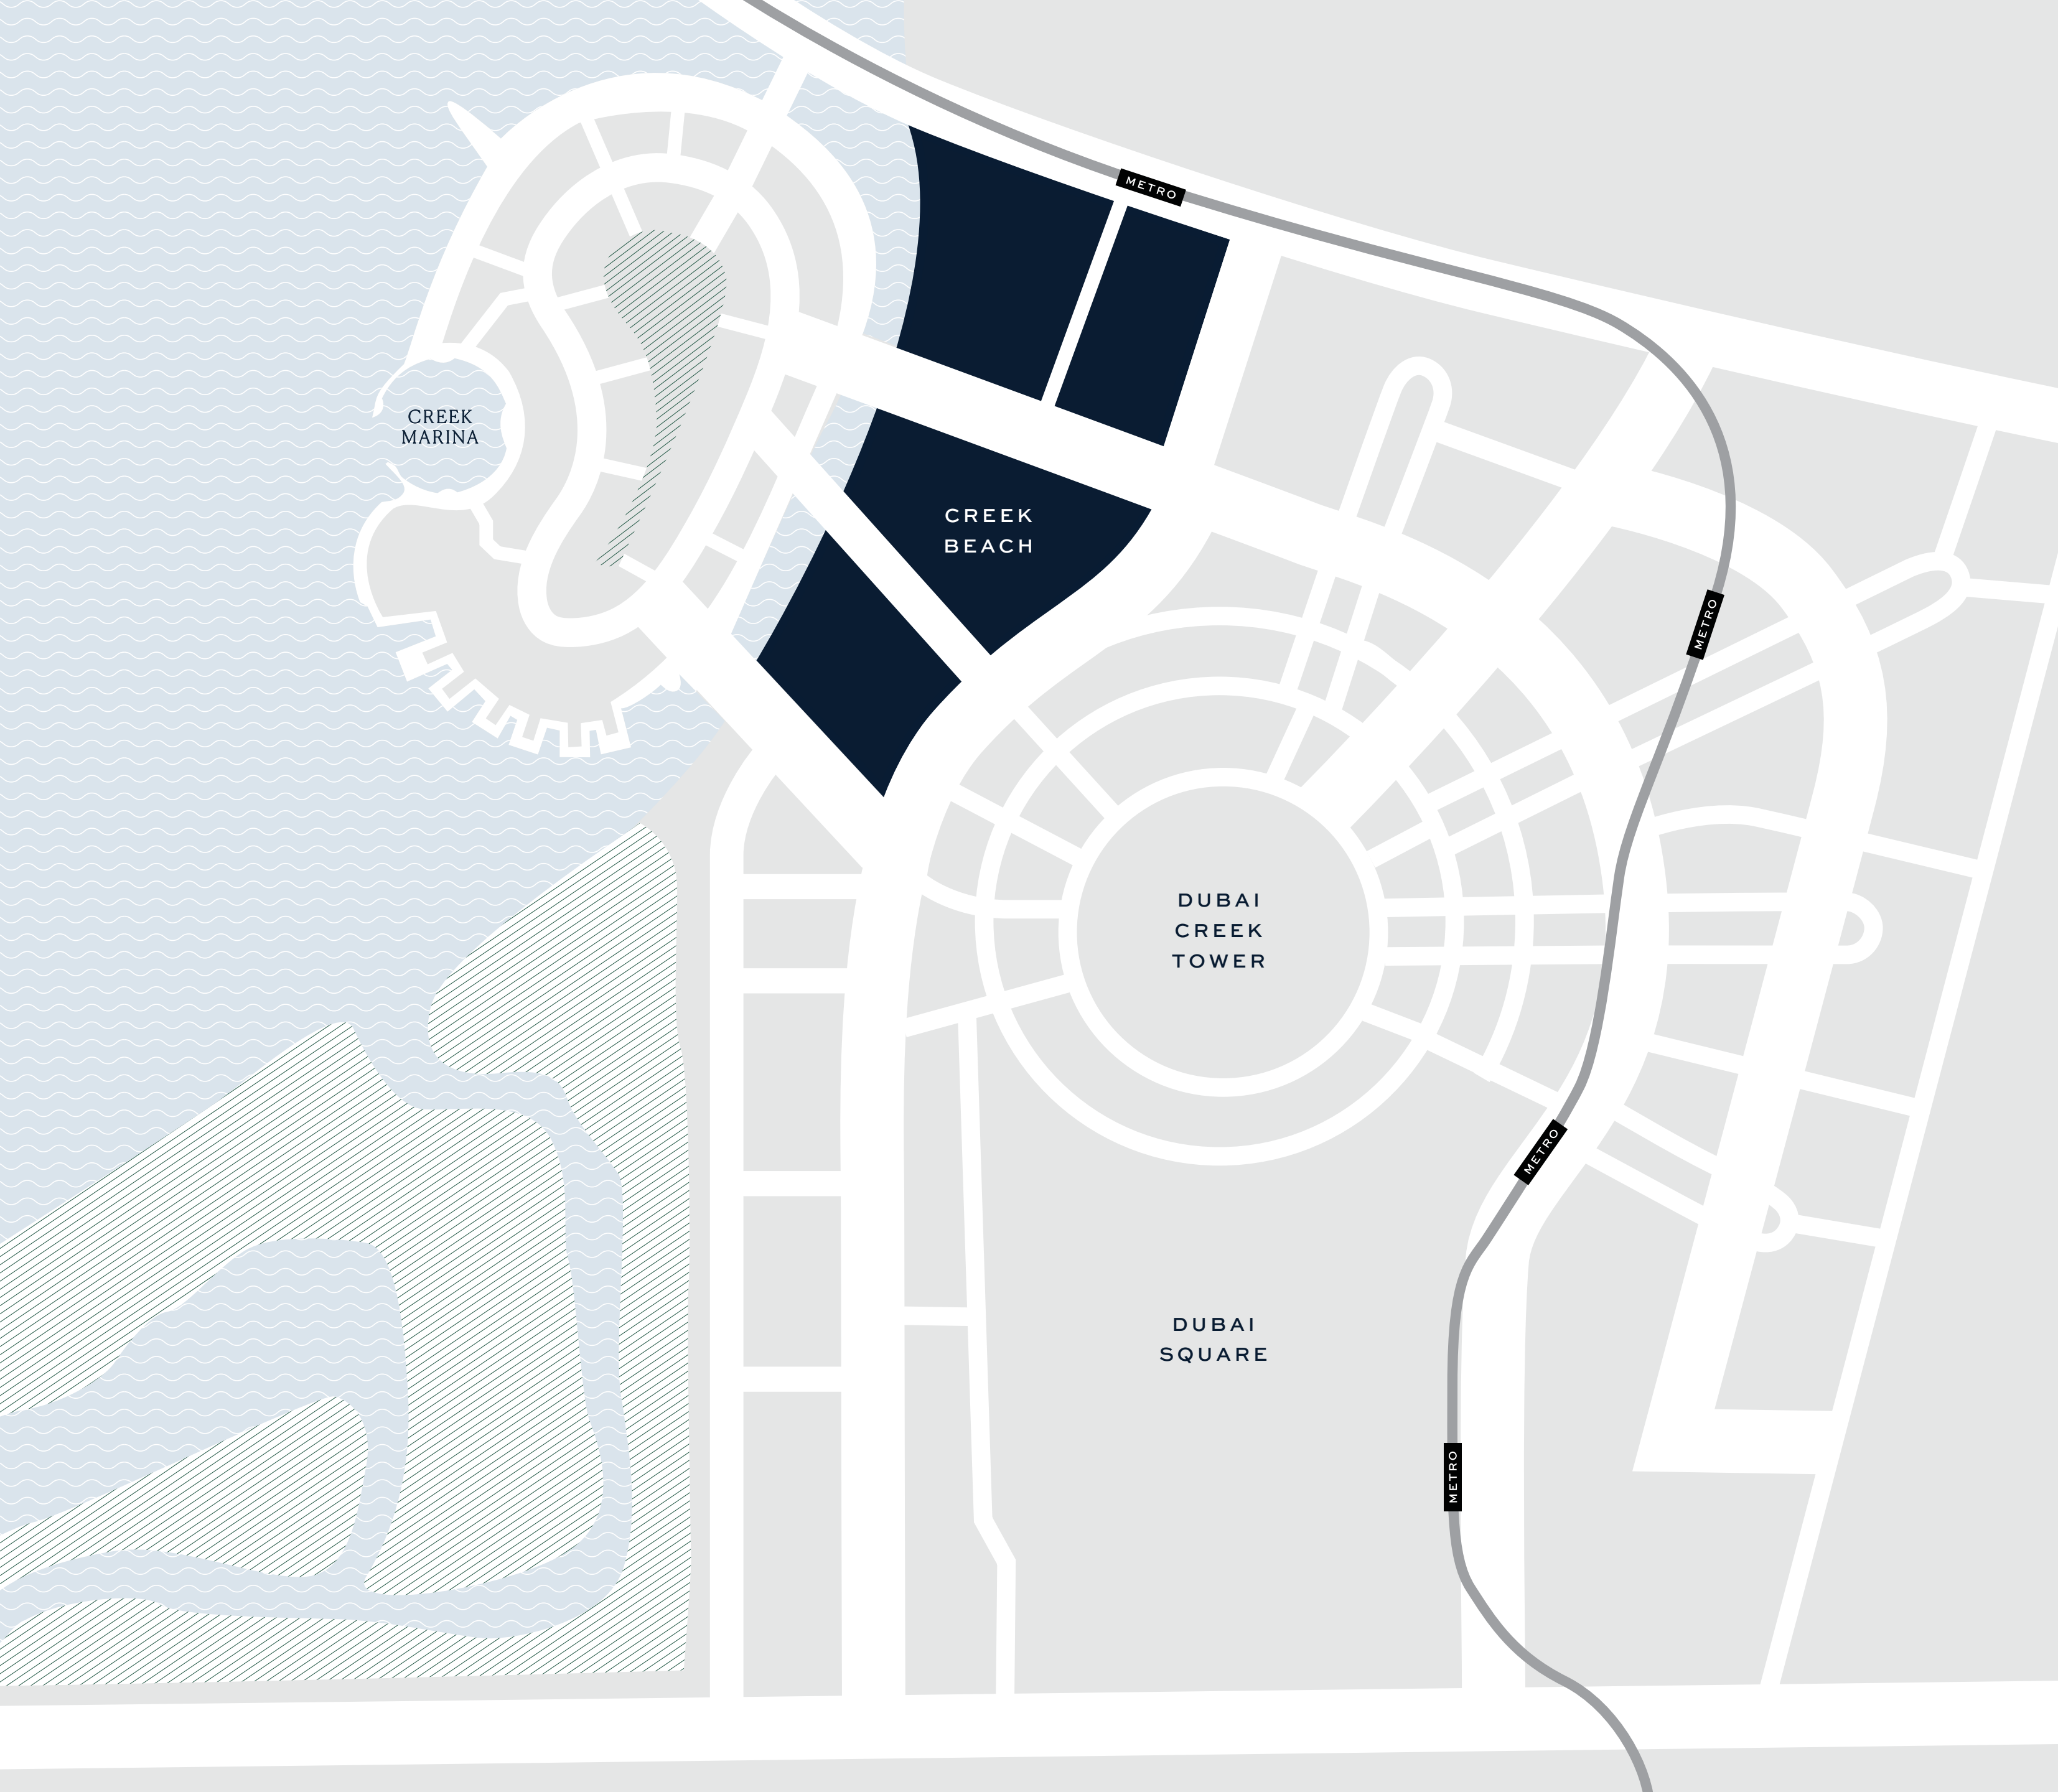 METRO
CREEK
MARINA
CREEK
BEACH
METRO
DUBAI
CREEK
TOWER
METRO
DUBAI
SQUARE
METRO